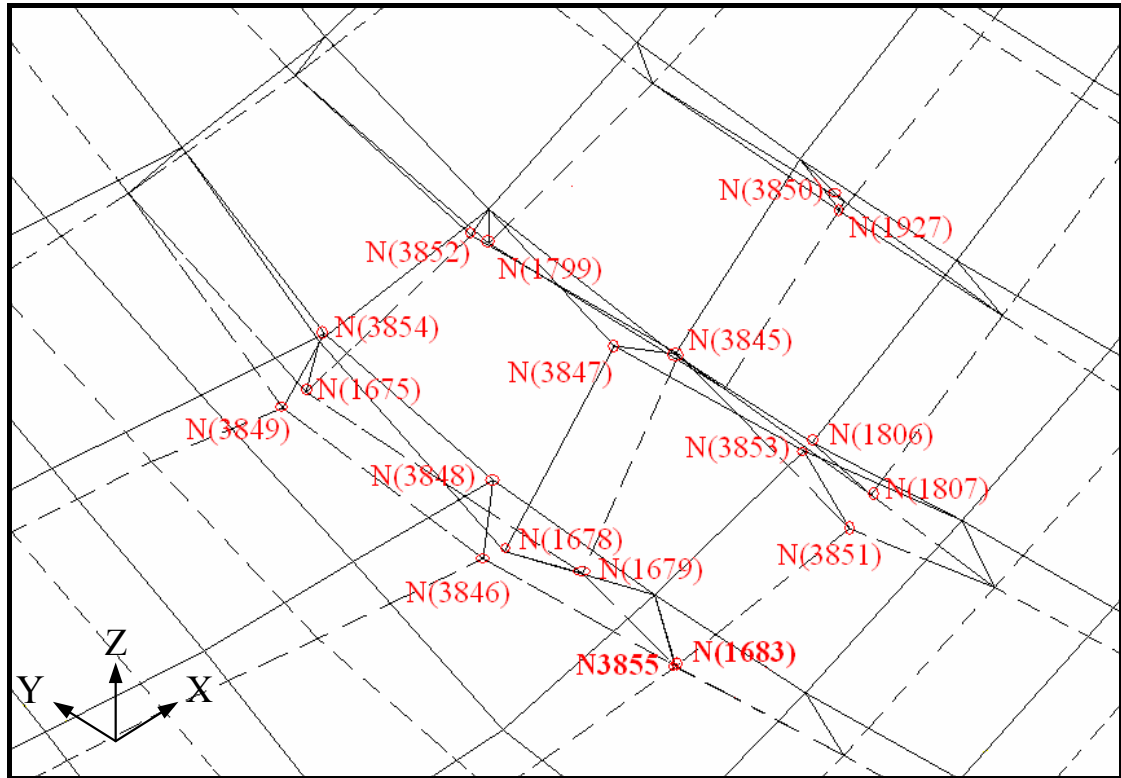 N(3850)
N(1927)
N(3852)
N(1799)
N(3854)
N(3845)
N(3847)
N(1675)
N(3849)
N(1806)
N(3853)
N(3848)
N(1807)
N(1678)
N(3851)
N(1679)
N(3846)
N3855 N(1683)
Z
Y
X